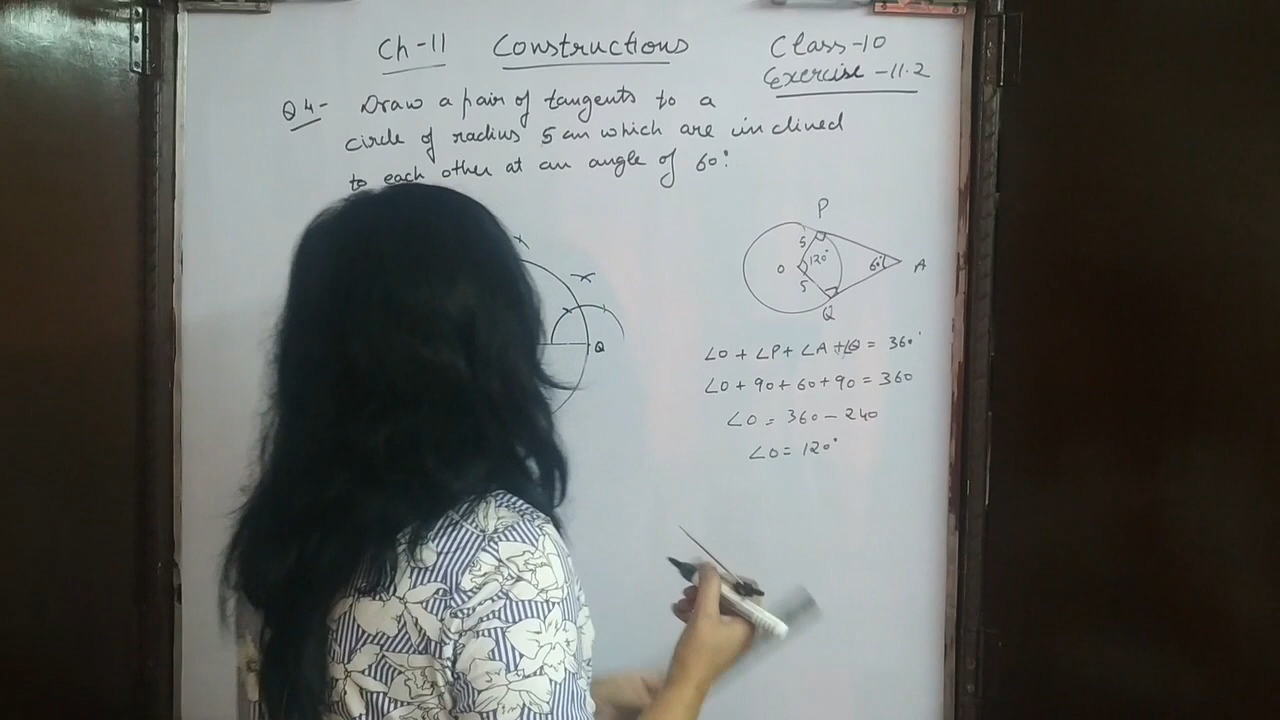 Ch-11 Constructions
Class-10
Exercise-11.2
Q4- Draw a pair of tangents to a
circle of radius 5 cm which are inclined
to each other at an angle of 60°.
P
5
120°
O
60°
A
5
Q
Q
∠O + ∠P + ∠A + ∠Q = 360°
∠O + 90 + 60 + 90 = 360
∠O = 360 - 240
∠O = 120°